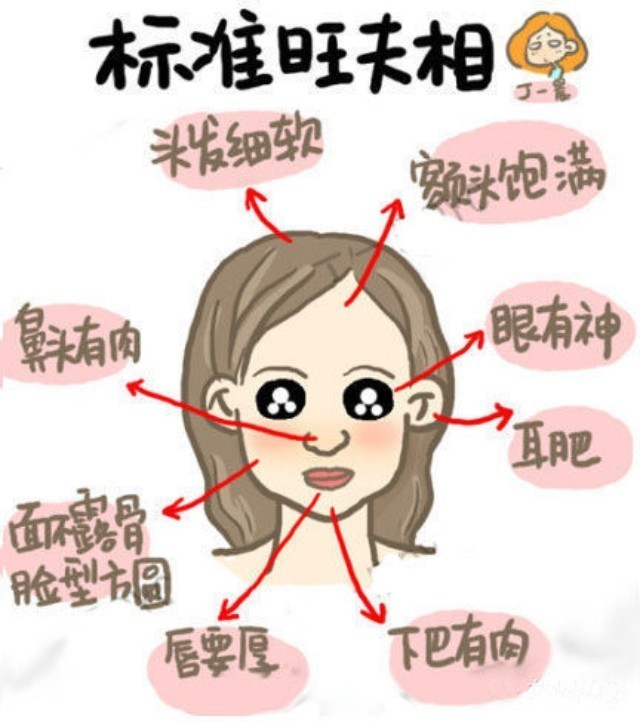 标准旺夫相
丁一晨
头发细软
额头饱满
眼有神
鼻头有肉
耳肥
面不露骨
脸型方圓
唇要厚
下巴有肉